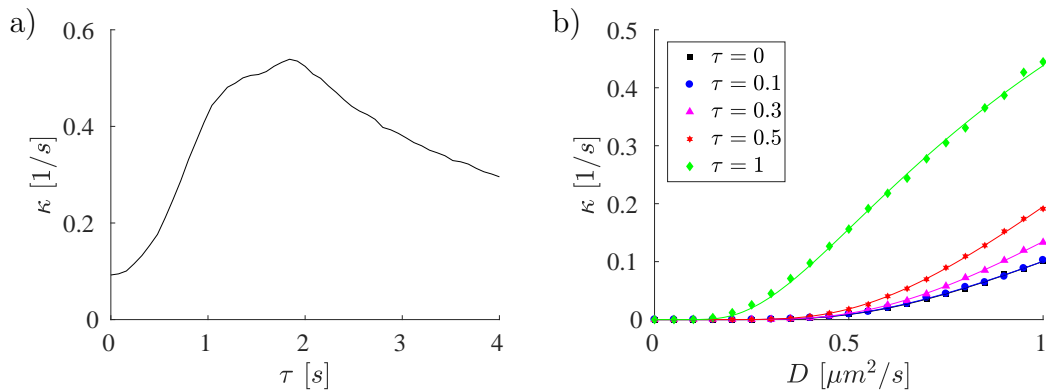 a)
0.6
0.4
0.2
0
κ [1/s]
0 1 2 3 4
τ [s]
b)
0.5
0.4
0.3
0.2
0.1
0
κ [1/s]
τ = 0
τ = 0.1
τ = 0.3
τ = 0.5
τ = 1
0 0.5 1
D [μm²/s]